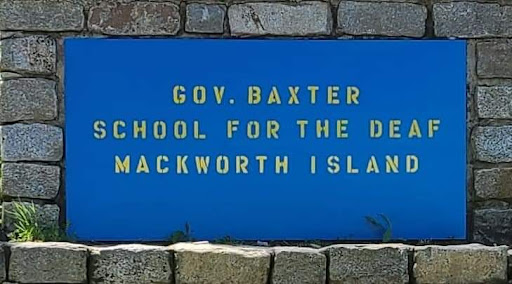 GOV. BAXTER
SCHOOL FOR THE DEAF
MACKWORTH ISLAND